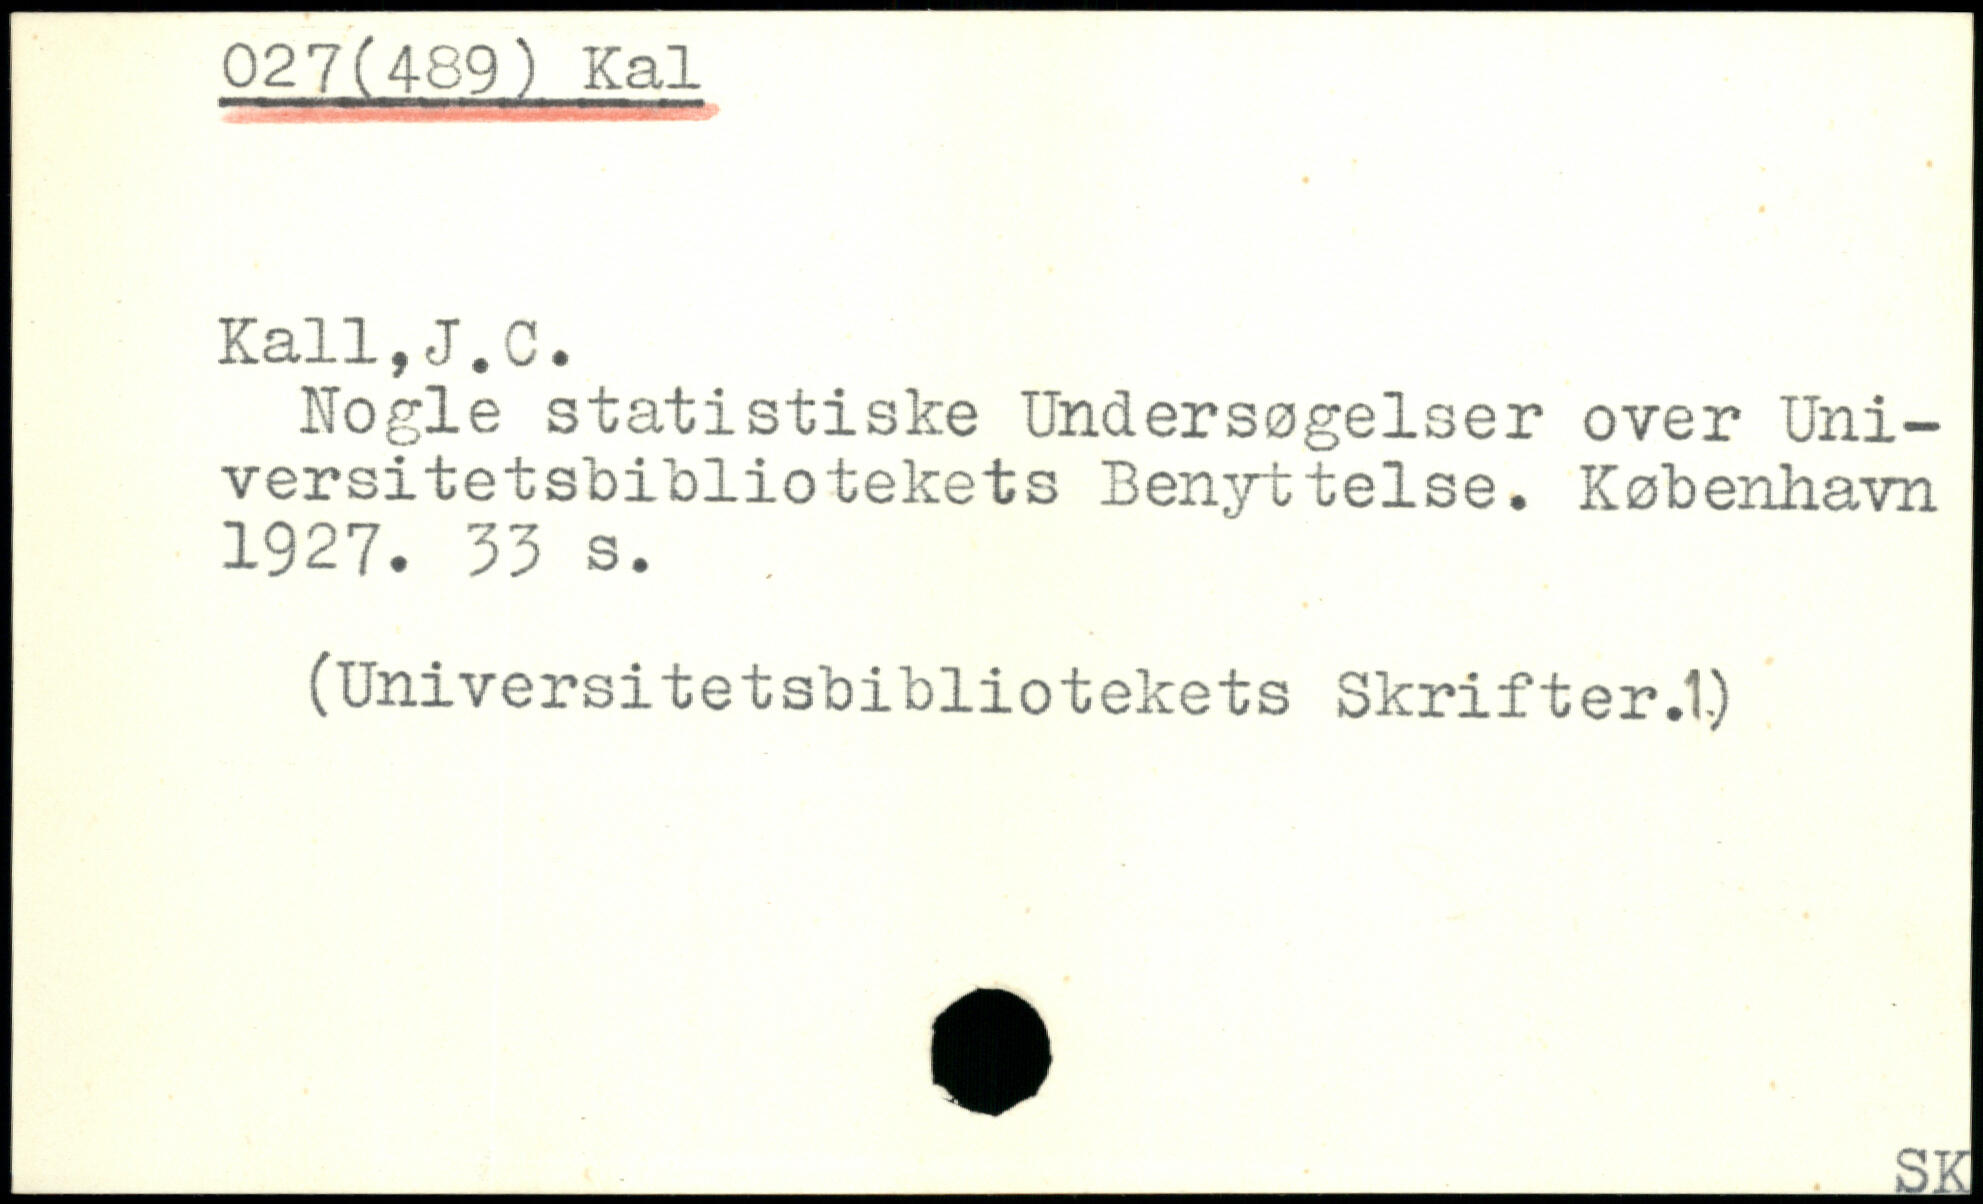 027(489) Kal
Kall,J.C.
Nogle statistiske Undersøgelser over Uni-
versitetsbibliotekets Benyttelse. København
1927. 33 s.
(Universitetsbibliotekets Skrifter.1.)
SK